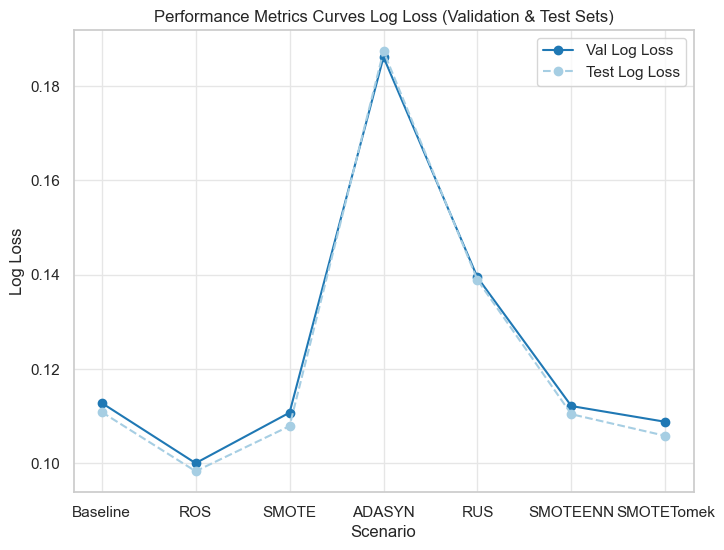 Performance Metrics Curves Log Loss (Validation & Test Sets)
Val Log Loss
Test Log Loss
0.18
0.16
0.14
0.12
0.10
Log Loss
Baseline
ROS
SMOTE
ADASYN
RUS
SMOTEENN
SMOTETomek
Scenario